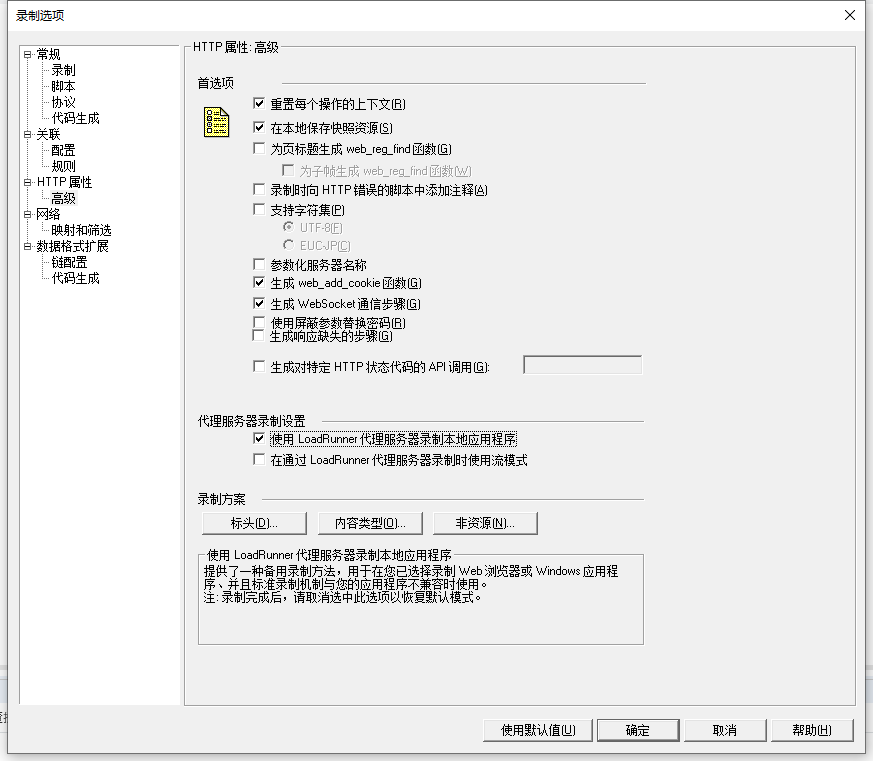 录制选项
常规
录制
脚本
协议
代码生成
关联
配置
规则
HTTP 属性
高级
网络
映射和筛选
数据格式扩展
链配置
代码生成
HTTP 属性: 高级
首选项
重置每个操作的上下文(R)
在本地保存快照资源(S)
为页标题生成 web_reg_find 函数(G)
为子帧生成 web_reg_find 函数(W)
录制时向 HTTP 错误的脚本中添加注释(A)
支持字符集(P)
UTF-8(F)
EUC-JP(C)
参数化服务器名称
生成 web_add_cookie 函数(G)
生成 WebSocket 通信步骤(G)
使用屏蔽参数替换密码(R)
生成响应缺失的步骤(G)
生成对特定 HTTP 状态代码的 API 调用(G):
代理服务器录制设置
使用 LoadRunner 代理服务器录制本地应用程序
在通过 LoadRunner 代理服务器录制时使用流模式
录制方案
标头(D)... 内容类型(O)... 非资源(N)...
使用 LoadRunner 代理服务器录制本地应用程序
提供了一种备用录制方法，用于在您已选择录制 Web 浏览器或 Windows 应用程
序、并且标准录制机制与您的应用程序不兼容时使用。
注: 录制完成后，请取消选中此选项以恢复默认模式。
使用默认值(U) 确定 取消 帮助(H)